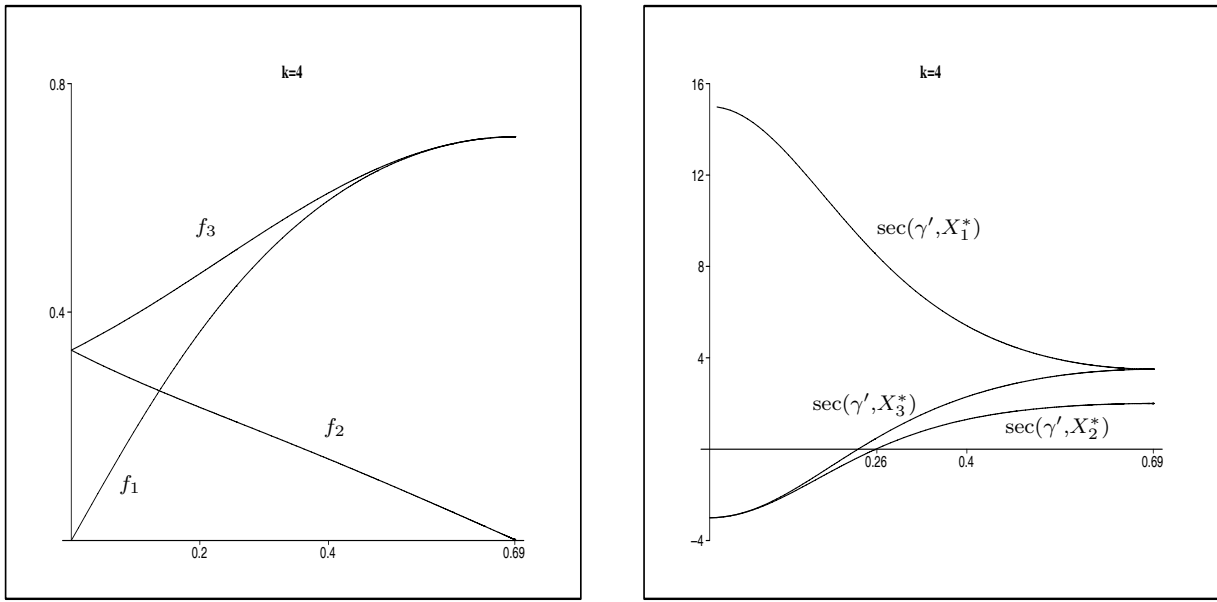 k=4
0.8
f₃
0.4
f₂
f₁
0.2
0.4
0.69
k=4
16
12
sec(γ′,X₁*)
8
4
sec(γ′,X₃*)
sec(γ′,X₂*)
0.26
0.4
0.69
−4